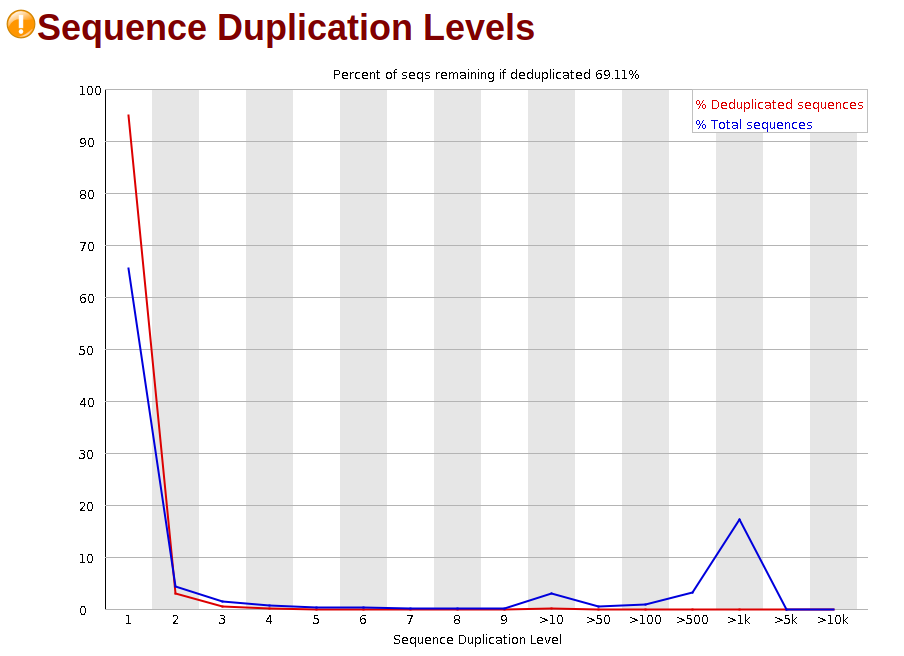 Sequence Duplication Levels
Percent of seqs remaining if deduplicated 69.11%
% Deduplicated sequences
% Total sequences
100
90
80
70
60
50
40
30
20
10
0
1 2 3 4 5 6 7 8 9 >10 >50 >100 >500 >1k >5k >10k
Sequence Duplication Level